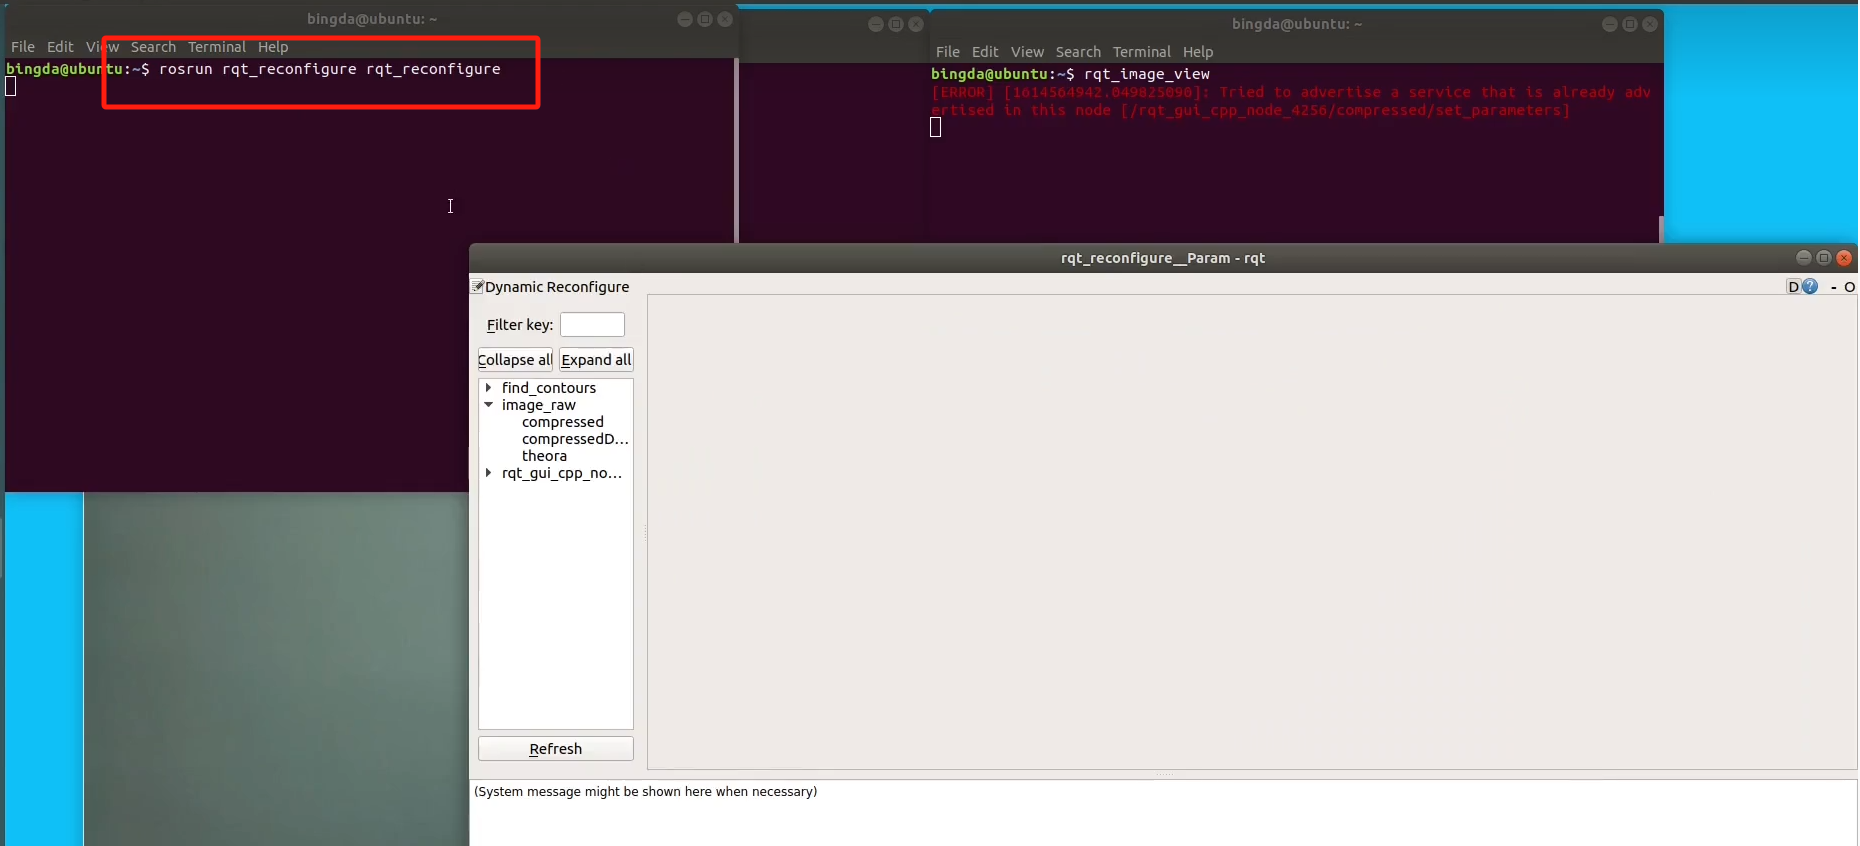 bingda@ubuntu: ~
File Edit View Search Terminal Help
bingda@ubuntu:~$ rosrun rqt_reconfigure rqt_reconfigure
bingda@ubuntu: ~
File Edit View Search Terminal Help
bingda@ubuntu:~$ rqt_image_view
[ERROR] [1614564942.049825090]: Tried to advertise a service that is already adv
ertised in this node [/rqt_gui_cpp_node_4256/compressed/set_parameters]
rqt_reconfigure__Param - rqt
Dynamic Reconfigure
D ? - O
Filter key:
Collapse all Expand all
find_contours
image_raw
compressed
compressedD...
theora
rqt_gui_cpp_no...
Refresh
(System message might be shown here when necessary)